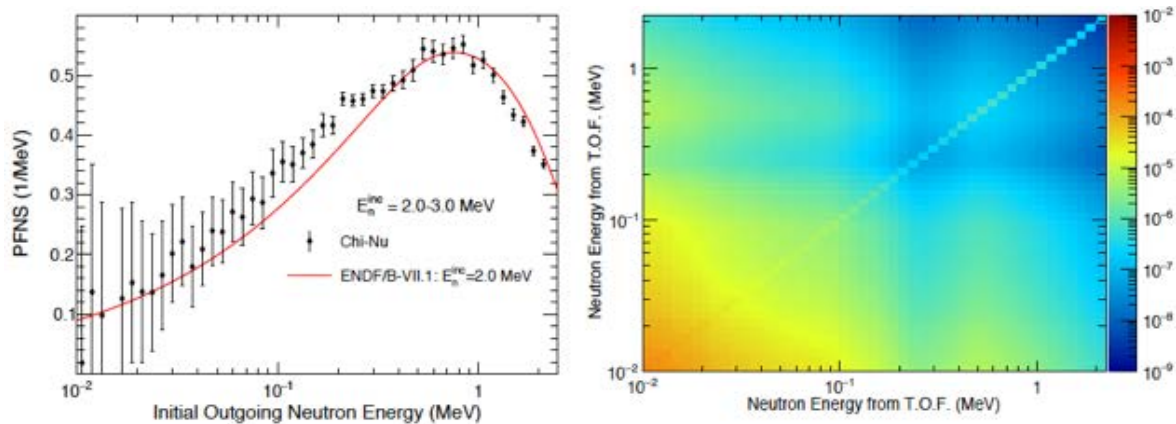 PFNS (1/MeV)
0.5
0.4
0.3
0.2
0.1
E_n^inc = 2.0-3.0 MeV
Chi-Nu
ENDF/B-VII.1: E_n^inc=2.0 MeV
10⁻² 10⁻¹ 1
Initial Outgoing Neutron Energy (MeV)
Neutron Energy from T.O.F. (MeV)
1
10⁻¹
10⁻²
10⁻² 10⁻¹ 1
Neutron Energy from T.O.F. (MeV)
10⁻²
10⁻³
10⁻⁴
10⁻⁵
10⁻⁶
10⁻⁷
10⁻⁸
10⁻⁹